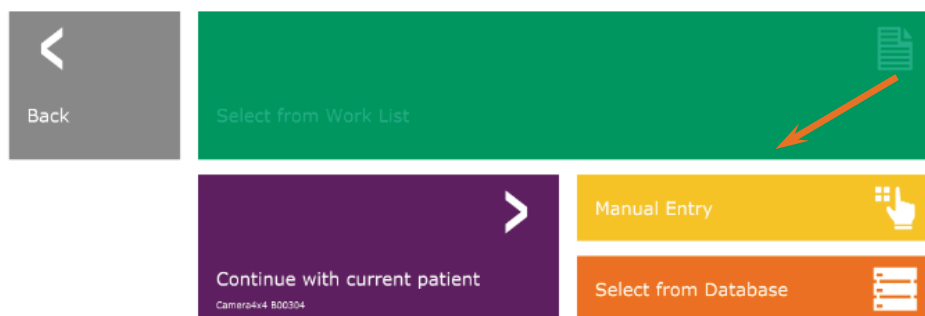 Back
Select from Work List
Continue with current patient
Camera4x4 B00304
Manual Entry
Select from Database